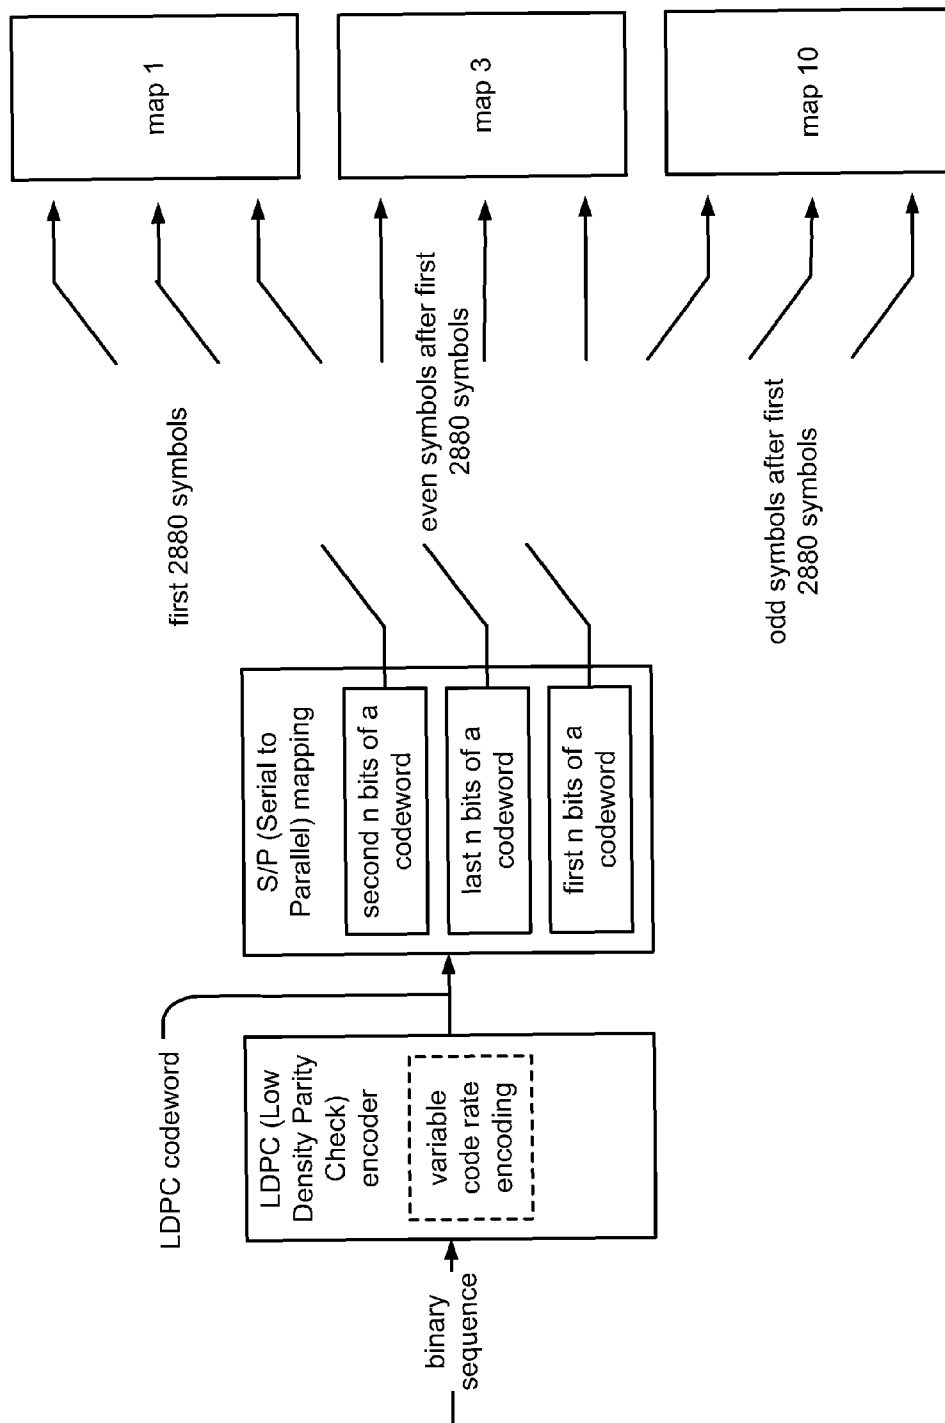 binary
sequence
LDPC codeword
LDPC (Low
Density Parity
Check)
encoder
variable
code rate
encoding
S/P (Serial to
Parallel) mapping
second n bits of a
codeword
last n bits of a
codeword
first n bits of a
codeword
first 2880 symbols
even symbols after first
2880 symbols
odd symbols after first
2880 symbols
map 1
map 3
map 10